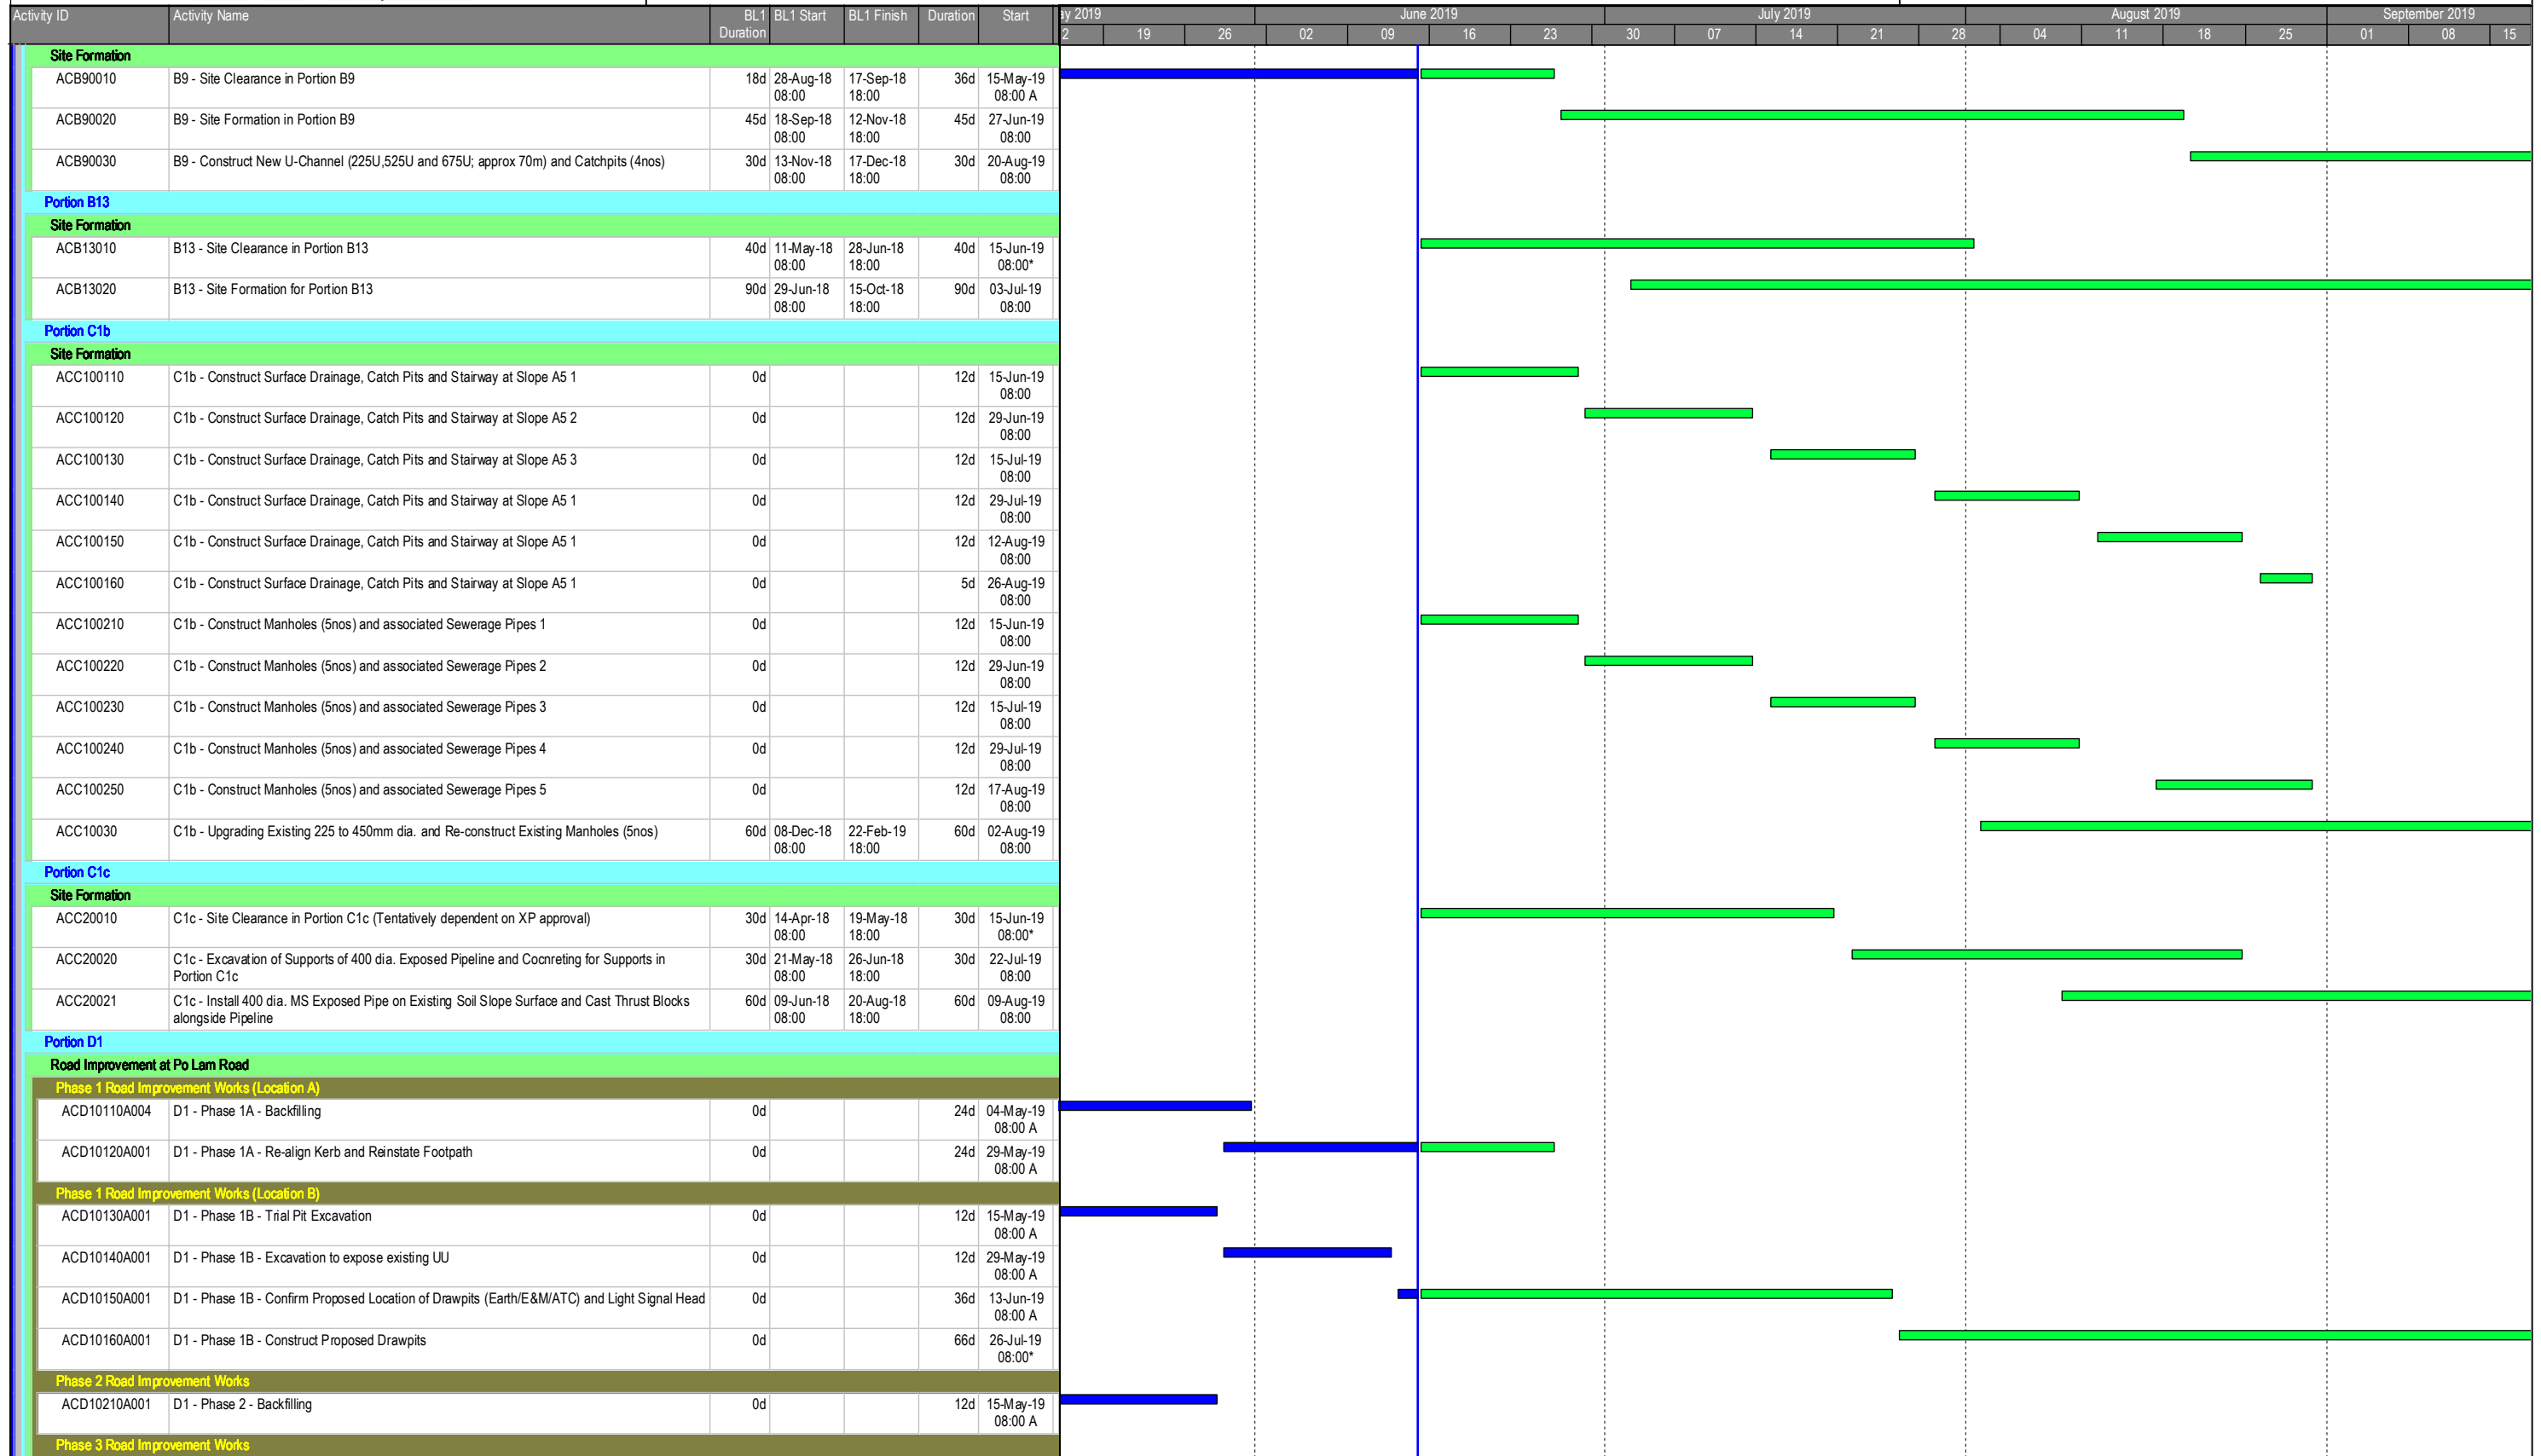 Activity ID Activity Name BL1 Duration BL1 Start BL1 Finish Duration Start ay 2019 June 2019 July 2019 August 2019 September 2019
2 19 26 02 09 16 23 30 07 14 21 28 04 11 18 25 01 08 15
Site Formation
ACB90010 B9 - Site Clearance in Portion B9 18d 28-Aug-18 17-Sep-18 36d 15-May-19
08:00 18:00 08:00 A
ACB90020 B9 - Site Formation in Portion B9 45d 18-Sep-18 12-Nov-18 45d 27-Jun-19
08:00 18:00 08:00
ACB90030 B9 - Construct New U-Channel (225U,525U and 675U; approx 70m) and Catchpits (4nos) 30d 13-Nov-18 17-Dec-18 30d 20-Aug-19
08:00 18:00 08:00
Portion B13
Site Formation
ACB13010 B13 - Site Clearance in Portion B13 40d 11-May-18 28-Jun-18 40d 15-Jun-19
08:00 18:00 08:00*
ACB13020 B13 - Site Formation for Portion B13 90d 29-Jun-18 15-Oct-18 90d 03-Jul-19
08:00 18:00 08:00
Portion C1b
Site Formation
ACC100110 C1b - Construct Surface Drainage, Catch Pits and Stairway at Slope A5 1 0d 12d 15-Jun-19
08:00
ACC100120 C1b - Construct Surface Drainage, Catch Pits and Stairway at Slope A5 2 0d 12d 29-Jun-19
08:00
ACC100130 C1b - Construct Surface Drainage, Catch Pits and Stairway at Slope A5 3 0d 12d 15-Jul-19
08:00
ACC100140 C1b - Construct Surface Drainage, Catch Pits and Stairway at Slope A5 1 0d 12d 29-Jul-19
08:00
ACC100150 C1b - Construct Surface Drainage, Catch Pits and Stairway at Slope A5 1 0d 12d 12-Aug-19
08:00
ACC100160 C1b - Construct Surface Drainage, Catch Pits and Stairway at Slope A5 1 0d 5d 26-Aug-19
08:00
ACC100210 C1b - Construct Manholes (5nos) and associated Sewerage Pipes 1 0d 12d 15-Jun-19
08:00
ACC100220 C1b - Construct Manholes (5nos) and associated Sewerage Pipes 2 0d 12d 29-Jun-19
08:00
ACC100230 C1b - Construct Manholes (5nos) and associated Sewerage Pipes 3 0d 12d 15-Jul-19
08:00
ACC100240 C1b - Construct Manholes (5nos) and associated Sewerage Pipes 4 0d 12d 29-Jul-19
08:00
ACC100250 C1b - Construct Manholes (5nos) and associated Sewerage Pipes 5 0d 12d 17-Aug-19
08:00
ACC10030 C1b - Upgrading Existing 225 to 450mm dia. and Re-construct Existing Manholes (5nos) 60d 08-Dec-18 22-Feb-19 60d 02-Aug-19
08:00 18:00 08:00
Portion C1c
Site Formation
ACC20010 C1c - Site Clearance in Portion C1c (Tentatively dependent on XP approval) 30d 14-Apr-18 19-May-18 30d 15-Jun-19
08:00 18:00 08:00*
ACC20020 C1c - Excavation of Supports of 400 dia. Exposed Pipeline and Cocnreting for Supports in 30d 21-May-18 26-Jun-18 30d 22-Jul-19
Portion C1c 08:00 18:00 08:00
ACC20021 C1c - Install 400 dia. MS Exposed Pipe on Existing Soil Slope Surface and Cast Thrust Blocks 60d 09-Jun-18 20-Aug-18 60d 09-Aug-19
alongside Pipeline 08:00 18:00 08:00
Portion D1
Road Improvement at Po Lam Road
Phase 1 Road Improvement Works (Location A)
ACD10110A004 D1 - Phase 1A - Backfilling 0d 24d 04-May-19
08:00 A
ACD10120A001 D1 - Phase 1A - Re-align Kerb and Reinstate Footpath 0d 24d 29-May-19
08:00 A
Phase 1 Road Improvement Works (Location B)
ACD10130A001 D1 - Phase 1B - Trial Pit Excavation 0d 12d 15-May-19
08:00 A
ACD10140A001 D1 - Phase 1B - Excavation to expose existing UU 0d 12d 29-May-19
08:00 A
ACD10150A001 D1 - Phase 1B - Confirm Proposed Location of Drawpits (Earth/E&M/ATC) and Light Signal Head 0d 36d 13-Jun-19
08:00 A
ACD10160A001 D1 - Phase 1B - Construct Proposed Drawpits 0d 66d 26-Jul-19
08:00*
Phase 2 Road Improvement Works
ACD10210A001 D1 - Phase 2 - Backfilling 0d 12d 15-May-19
08:00 A
Phase 3 Road Improvement Works